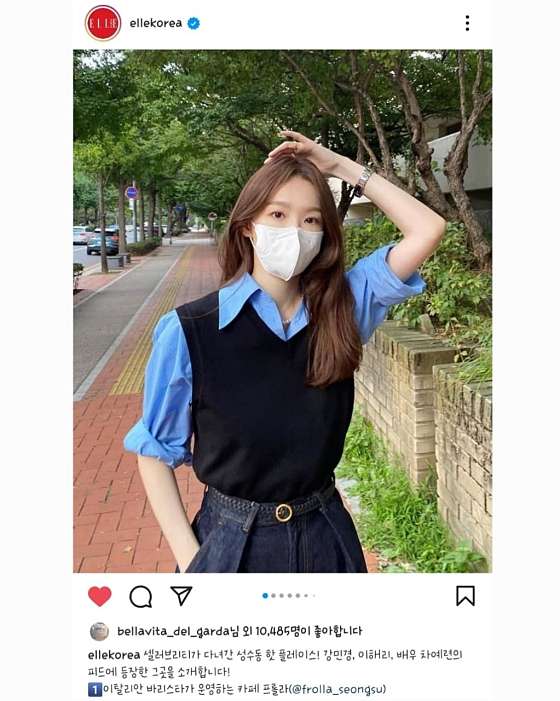 ELLE
ellekorea
bellavita_del_garda님 외 10,485명이 좋아합니다
ellekorea 셀러브리티가 다녀간 성수동 핫 플레이스! 강민경, 이해리, 배우 차예련의
피드에 등장한 그곳을 소개합니다!
1️⃣이탈리안 바리스타가 운영하는 카페 프롤라(@frolla_seongsu)